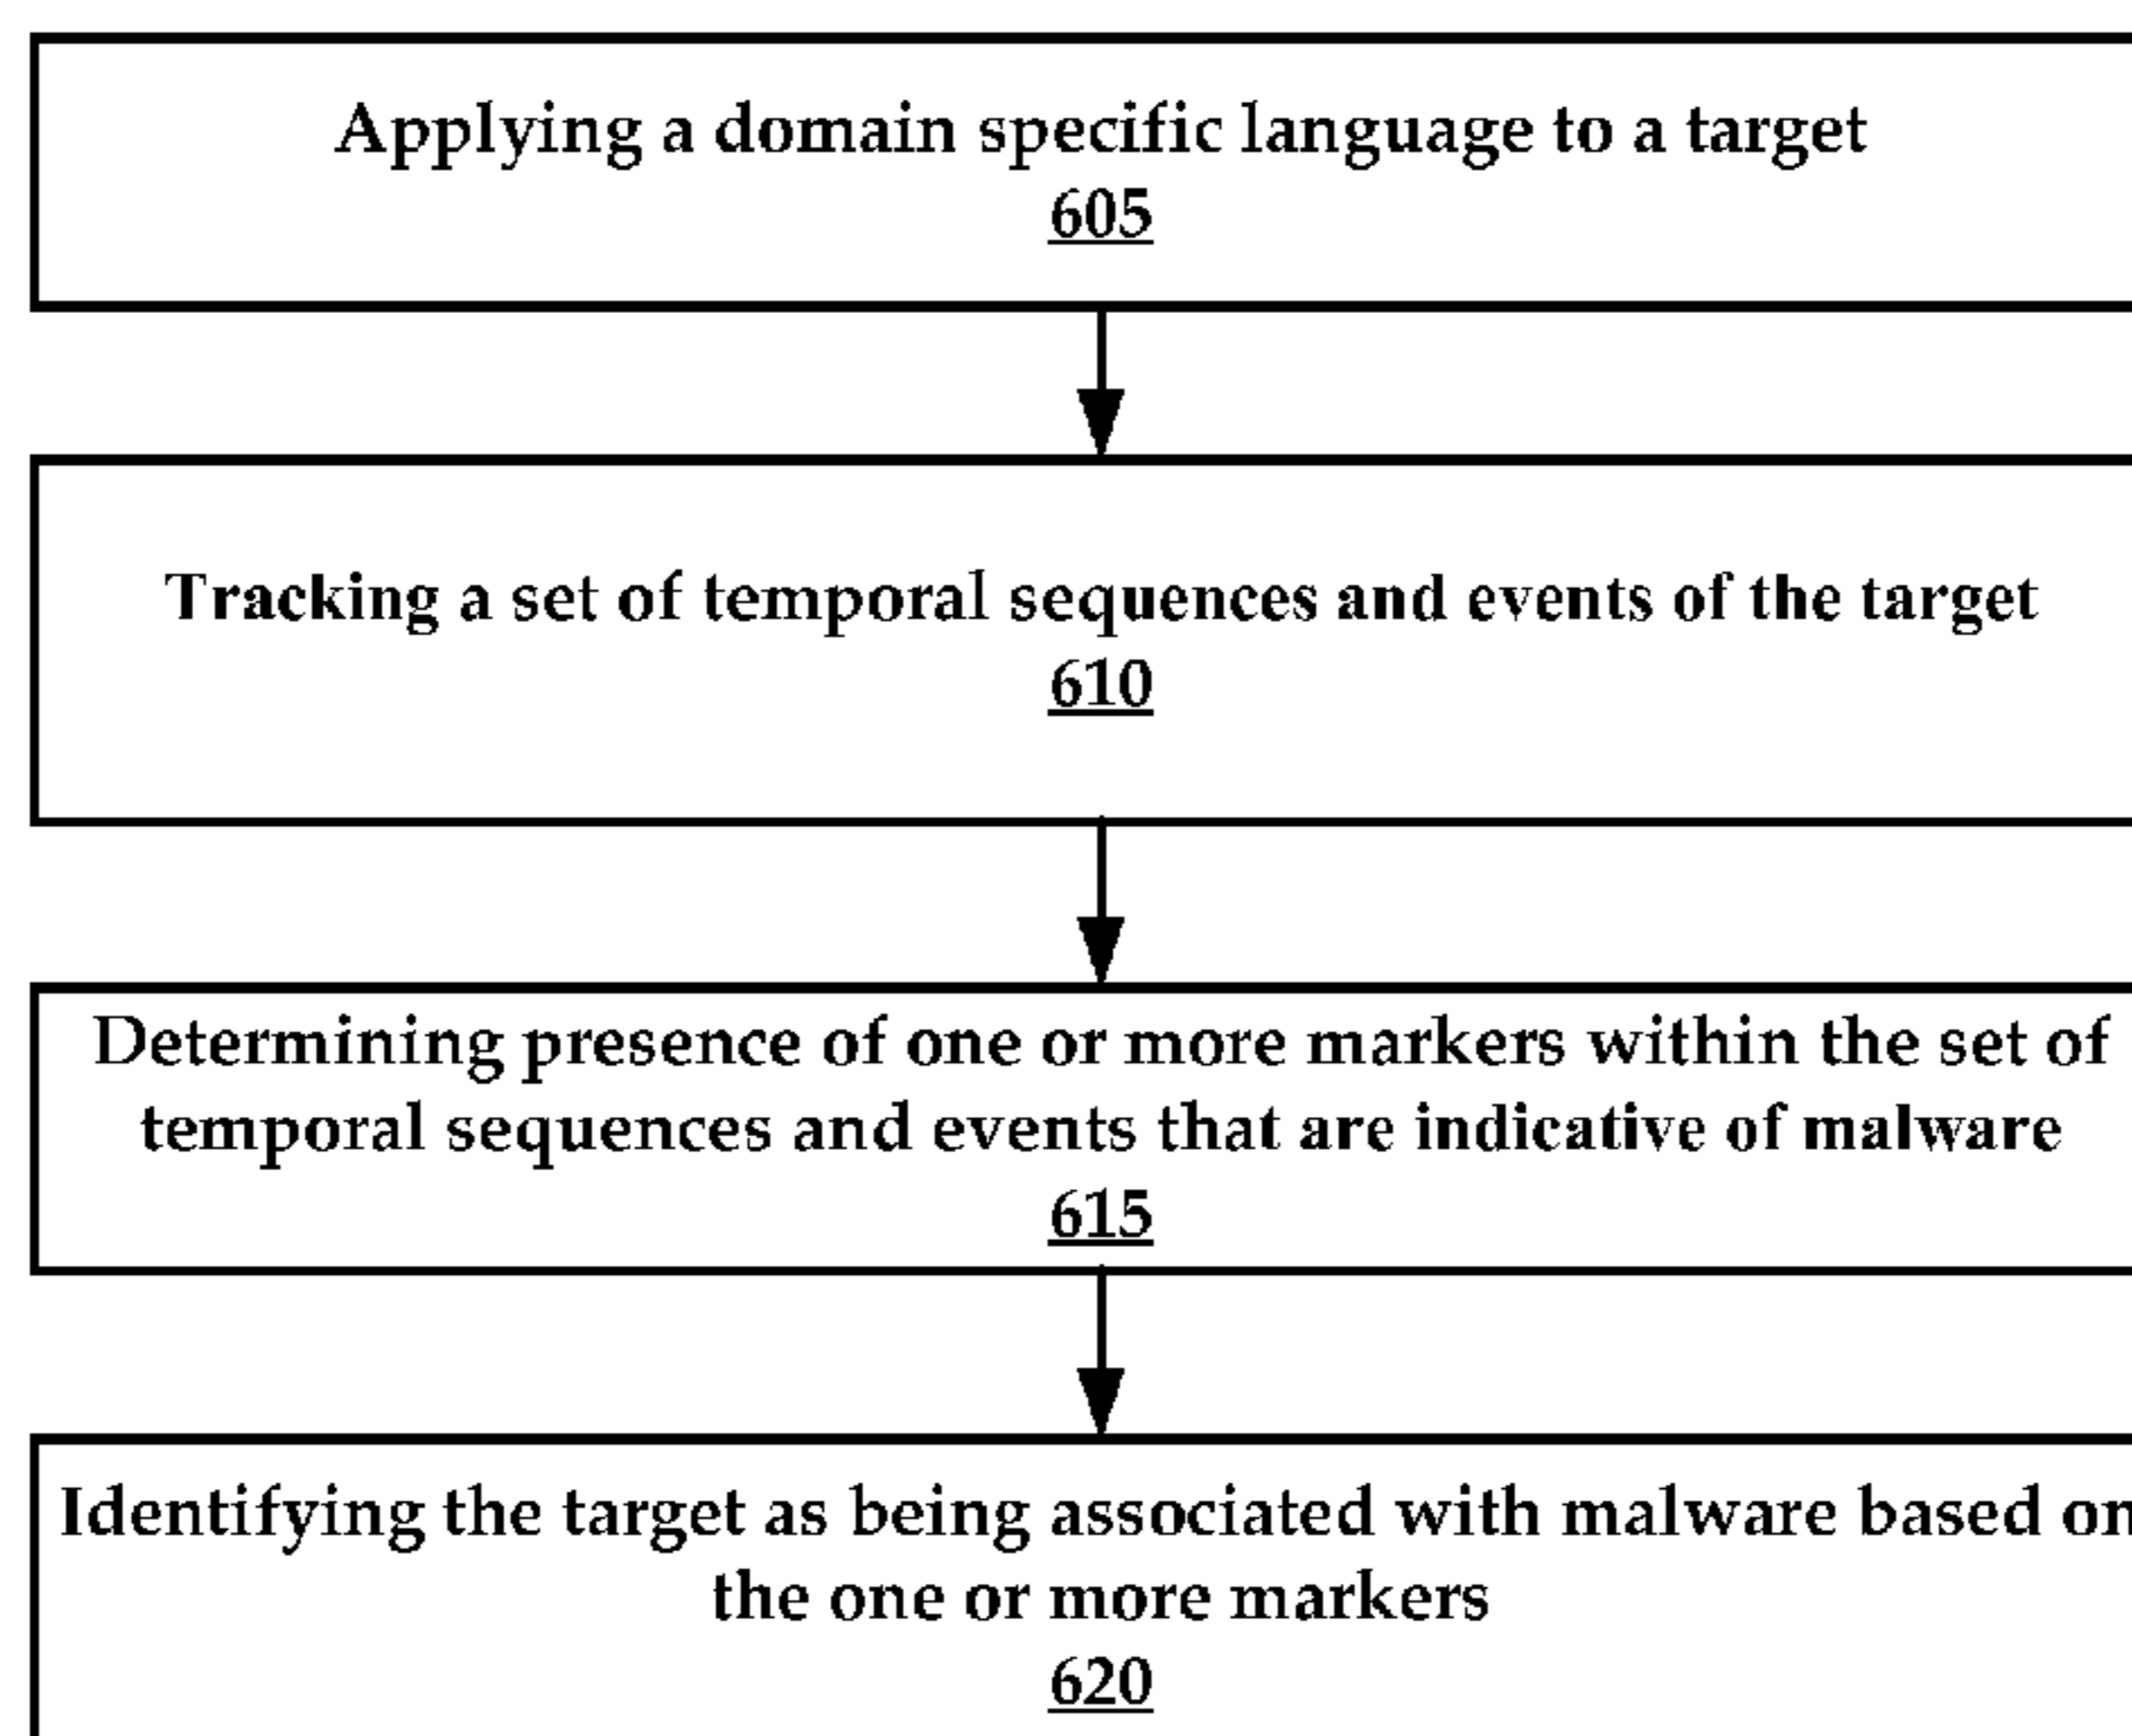 Applying a domain specific language to a target
605
Tracking a set of temporal sequences and events of the target
610
Determining presence of one or more markers within the set of
temporal sequences and events that are indicative of malware
615
Identifying the target as being associated with malware based on
the one or more markers
620